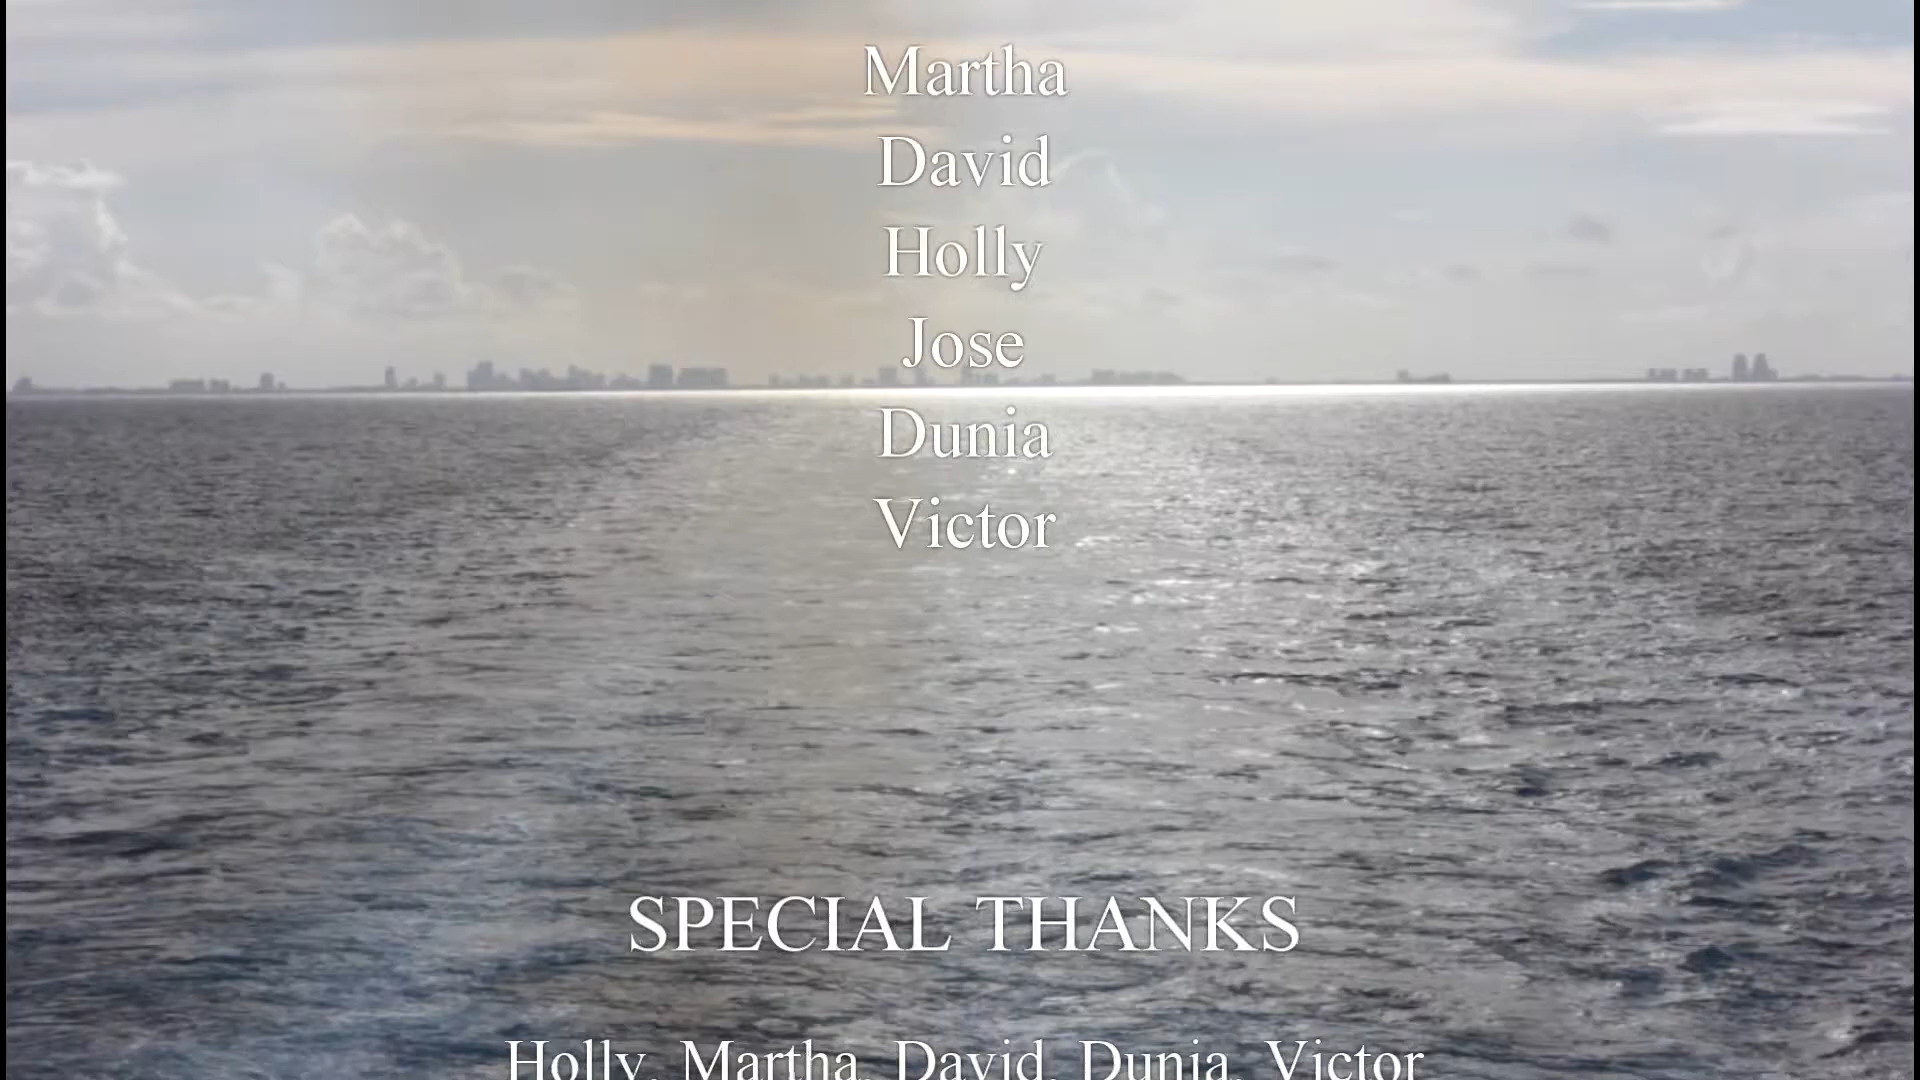 Martha
David
Holly
Jose
Dunia
Victor
SPECIAL THANKS
Holly, Martha, David, Dunia, Victor